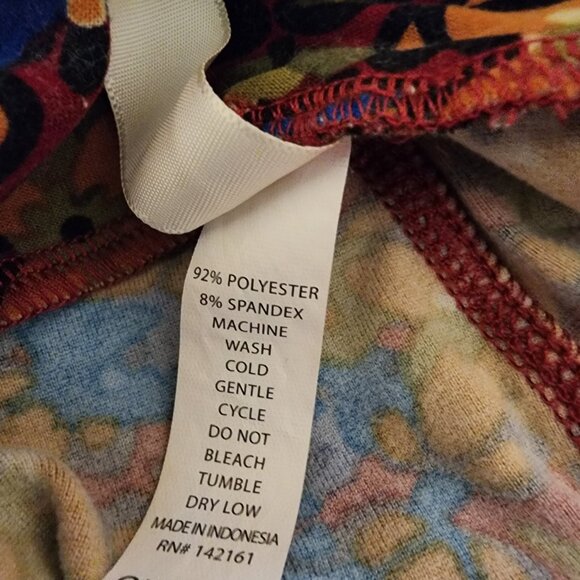 92% POLYESTER
8% SPANDEX
MACHINE
WASH
COLD
GENTLE
CYCLE
DO NOT
BLEACH
TUMBLE
DRY LOW
MADE IN INDONESIA
RN# 142161